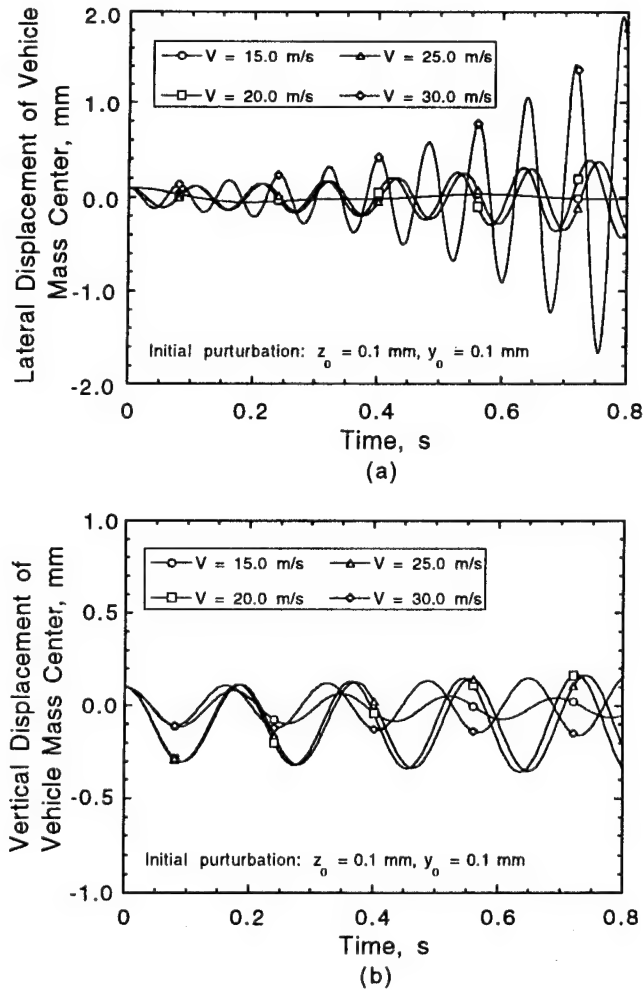 2.0
1.0
0.0
-1.0
-2.0
Lateral Displacement of Vehicle
Mass Center, mm
V = 15.0 m/s
V = 25.0 m/s
V = 20.0 m/s
V = 30.0 m/s
Initial purturbation: z_o = 0.1 mm, y_o = 0.1 mm
0 0.2 0.4 0.6 0.8
Time, s
(a)
1.0
0.5
0.0
-0.5
-1.0
Vertical Displacement of
Vehicle Mass Center, mm
V = 15.0 m/s
V = 25.0 m/s
V = 20.0 m/s
V = 30.0 m/s
Initial purturbation: z_o = 0.1 mm, y_o = 0.1 mm
0 0.2 0.4 0.6 0.8
Time, s
(b)